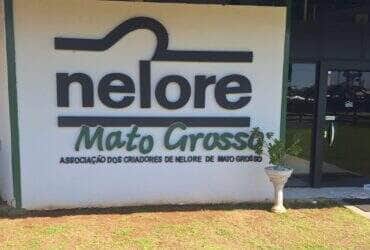 nelore
Mato Grosso
ASSOCIAÇÃO DOS CRIADORES DE NELORE DE MATO GROSSO